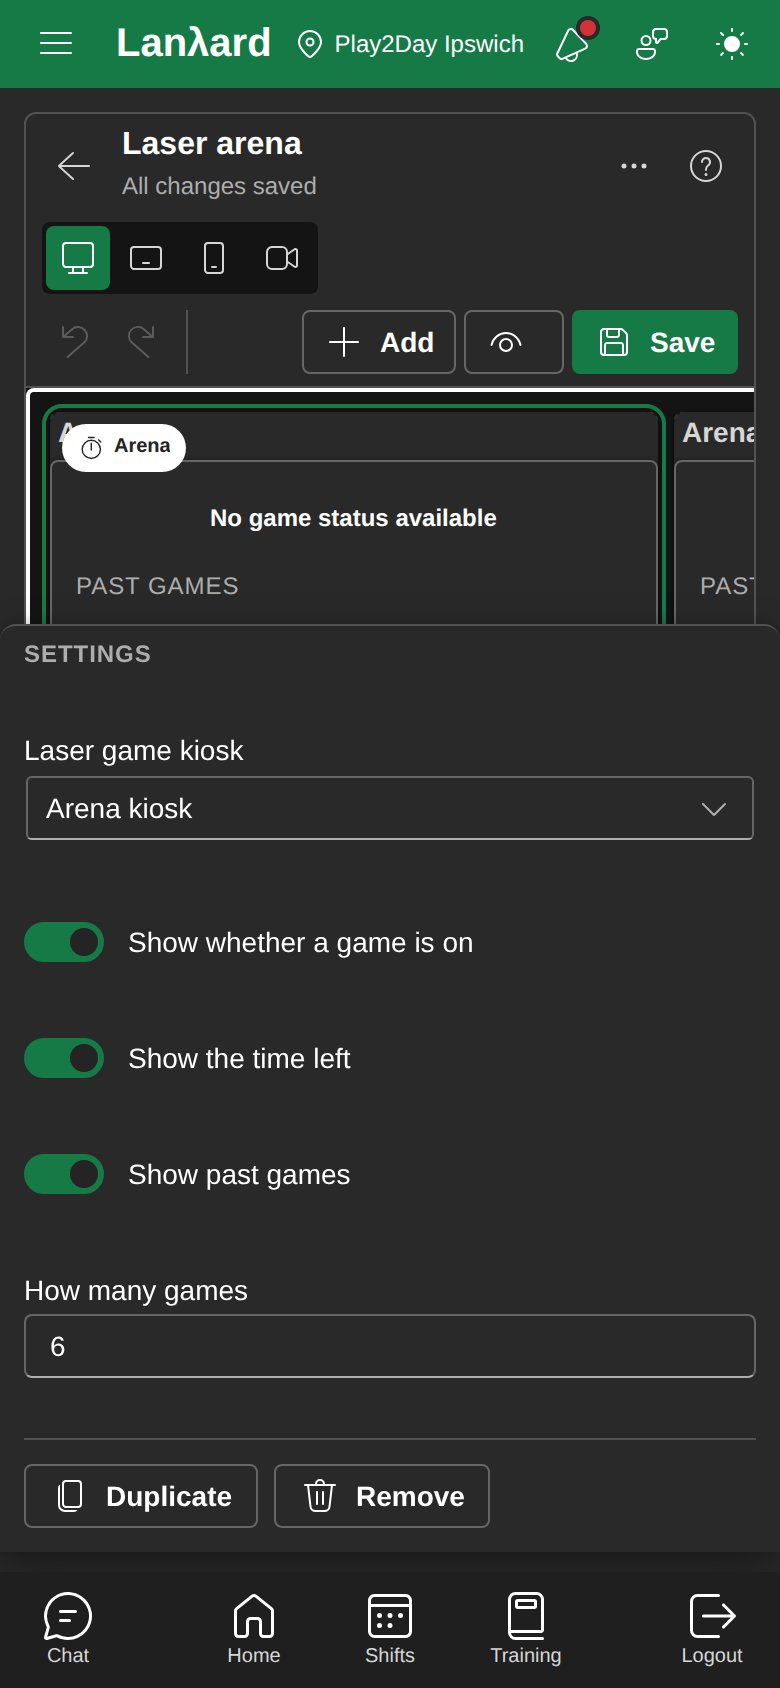 Lanλard
Play2Day Ipswich
Laser arena
All changes saved
Add
Save
Arena
Arena
No game status available
PAST GAMES
PAST
SETTINGS
Laser game kiosk
Arena kiosk
Show whether a game is on
Show the time left
Show past games
How many games
6
Duplicate
Remove
Chat
Home
Shifts
Training
Logout